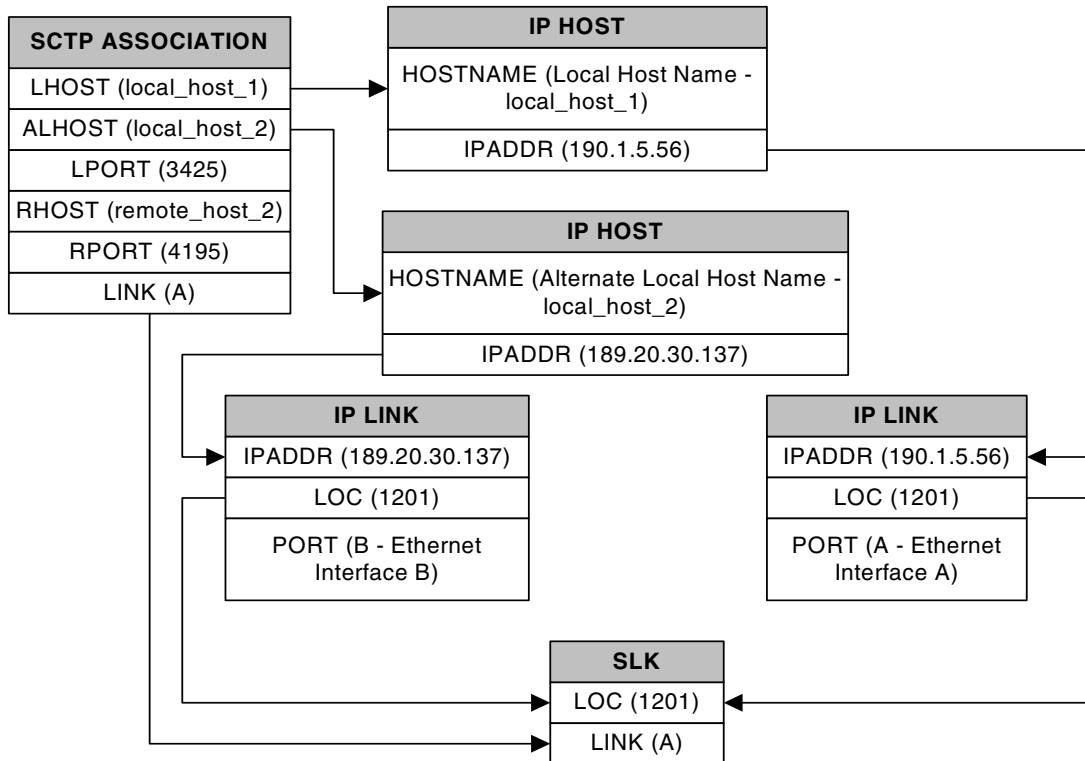 SCTP ASSOCIATION
LHOST (local_host_1)
ALHOST (local_host_2)
LPORT (3425)
RHOST (remote_host_2)
RPORT (4195)
LINK (A)
IP HOST
HOSTNAME (Local Host Name -
local_host_1)
IPADDR (190.1.5.56)
IP HOST
HOSTNAME (Alternate Local Host Name -
local_host_2)
IPADDR (189.20.30.137)
IP LINK
IPADDR (189.20.30.137)
LOC (1201)
PORT (B - Ethernet
Interface B)
IP LINK
IPADDR (190.1.5.56)
LOC (1201)
PORT (A - Ethernet
Interface A)
SLK
LOC (1201)
LINK (A)